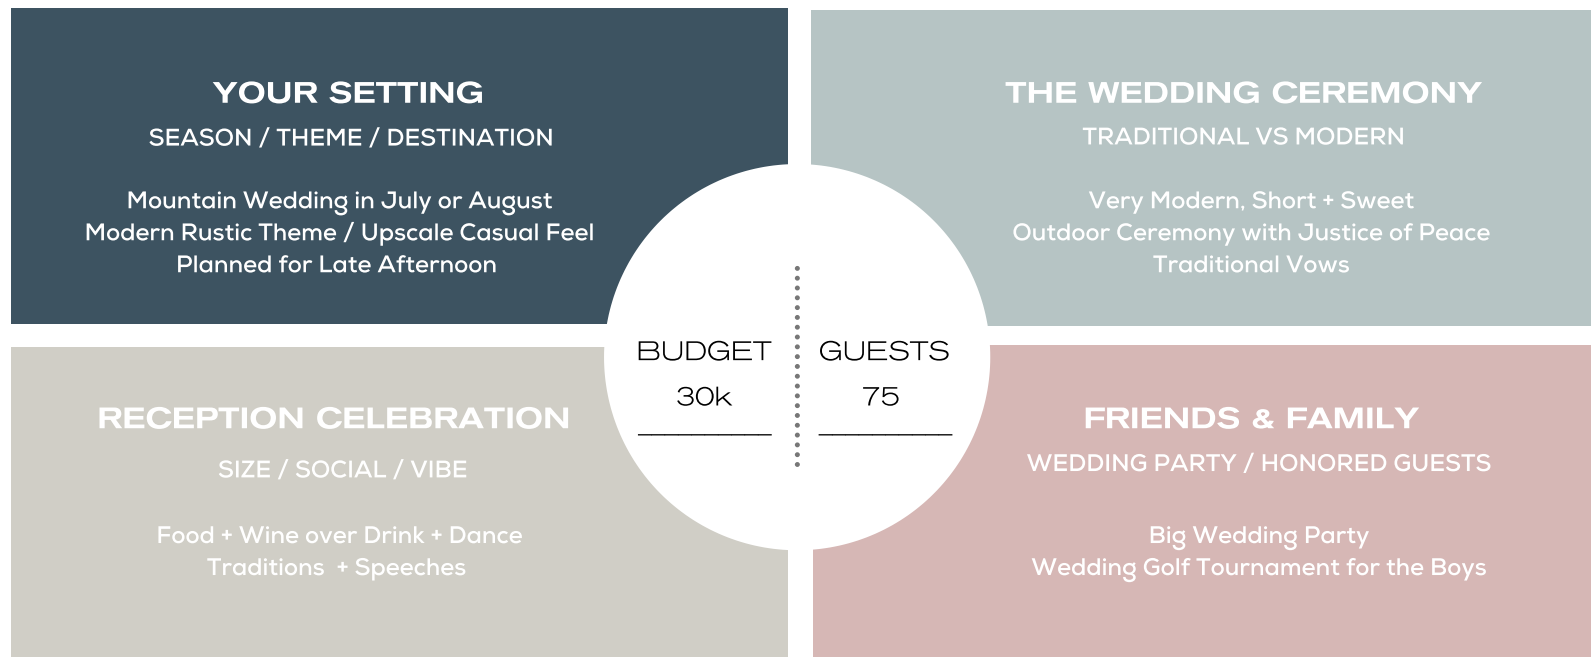 YOUR SETTING
SEASON / THEME / DESTINATION
Mountain Wedding in July or August
Modern Rustic Theme / Upscale Casual Feel
Planned for Late Afternoon
THE WEDDING CEREMONY
TRADITIONAL VS MODERN
Very Modern, Short + Sweet
Outdoor Ceremony with Justice of Peace
Traditional Vows
BUDGET
30k
GUESTS
75
RECEPTION CELEBRATION
SIZE / SOCIAL / VIBE
Food + Wine over Drink + Dance
Traditions + Speeches
FRIENDS & FAMILY
WEDDING PARTY / HONORED GUESTS
Big Wedding Party
Wedding Golf Tournament for the Boys